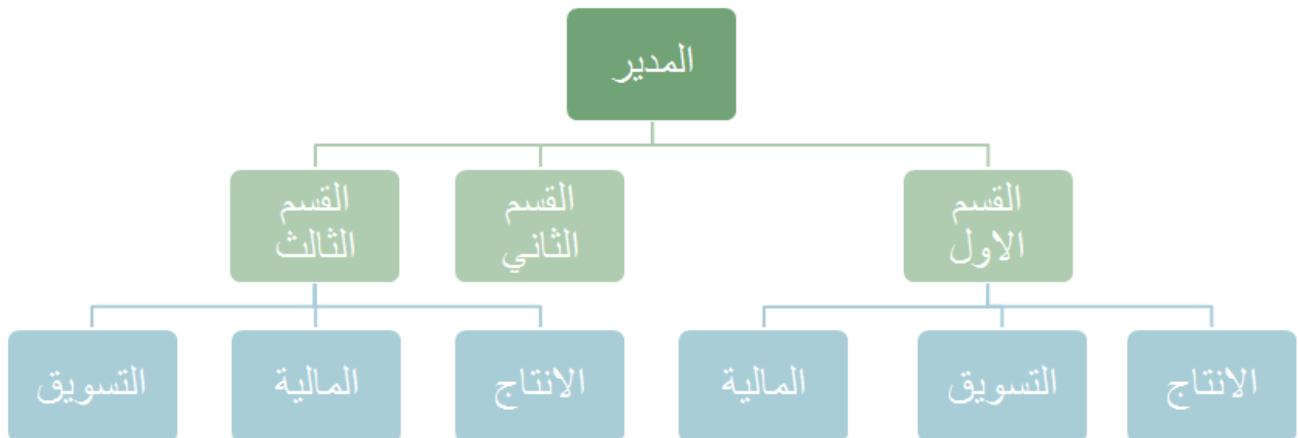 المدير
القسم
الاول
القسم
الثاني
القسم
الثالث
الانتاج
التسويق
المالية
الانتاج
المالية
التسويق